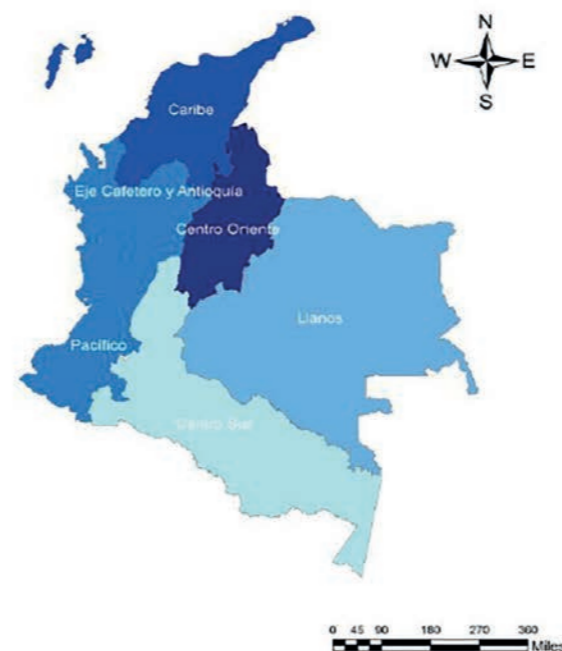 N
W E
S
Caribe
Eje Cafetero y Antioquia
Centro Oriente
Llanos
Pacífico
Centro Sur
0 45 90 180 270 360
Miles